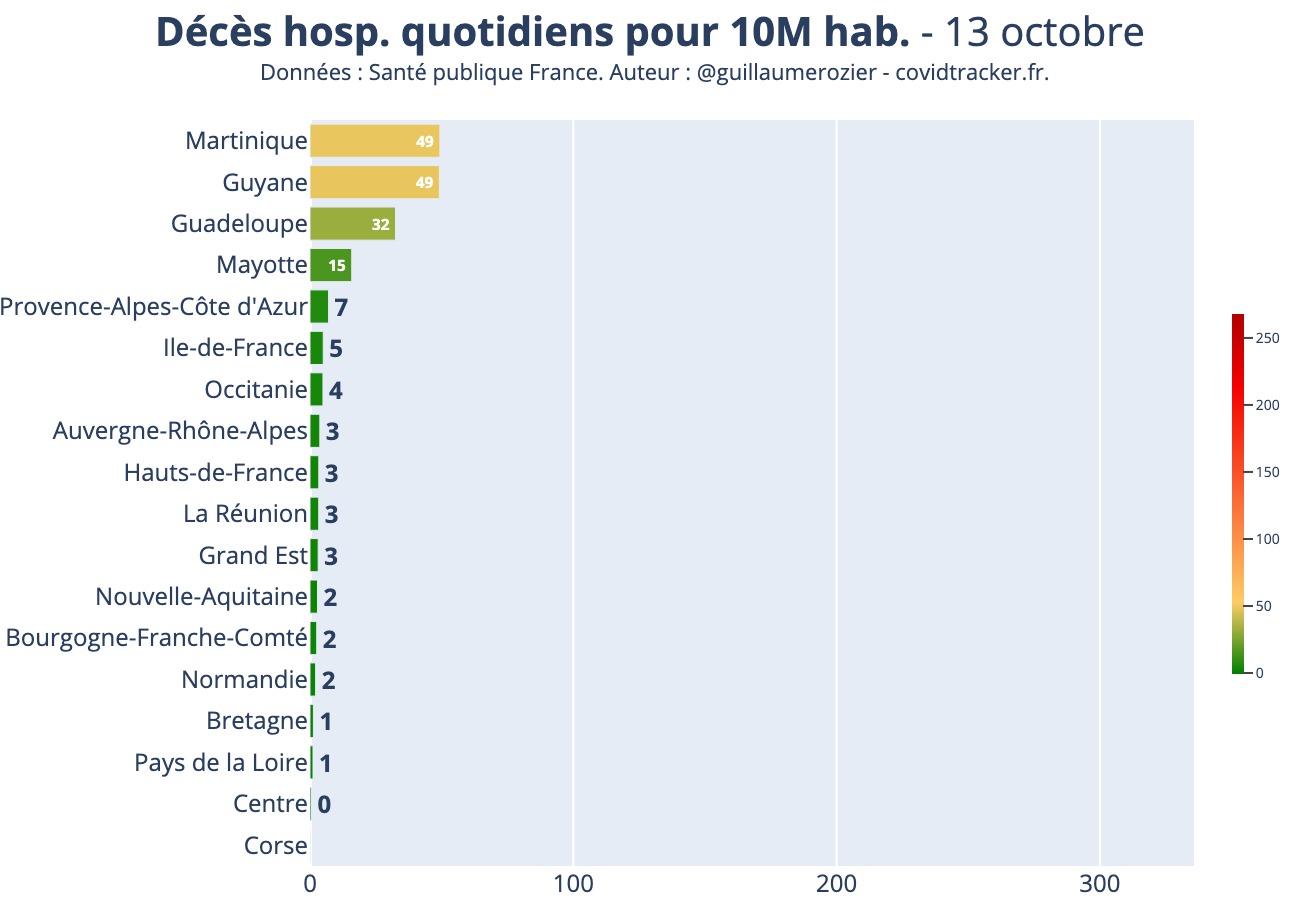 Décès hosp. quotidiens pour 10M hab. - 13 octobre
Données : Santé publique France. Auteur : @guillaumerozier - covidtracker.fr.
Martinique 49
Guyane 49
Guadeloupe 32
Mayotte 15
Provence-Alpes-Côte d'Azur 7
Ile-de-France 5
Occitanie 4
Auvergne-Rhône-Alpes 3
Hauts-de-France 3
La Réunion 3
Grand Est 3
Nouvelle-Aquitaine 2
Bourgogne-Franche-Comté 2
Normandie 2
Bretagne 1
Pays de la Loire 1
Centre 0
Corse
0 100 200 300
250
200
150
100
50
0